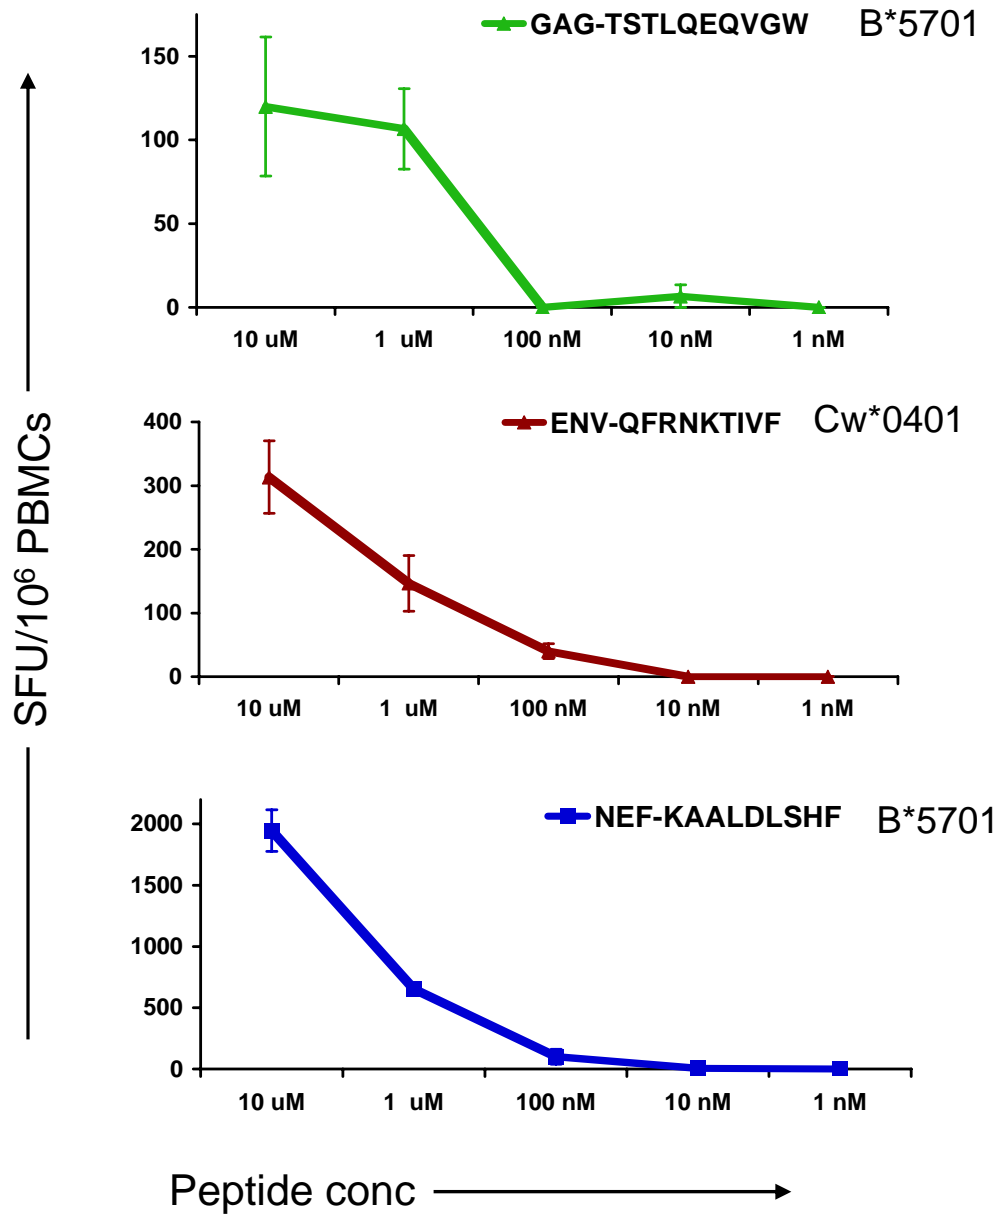 GAG-TSTLQEQVGW B*5701
150
100
50
0
10 uM 1 uM 100 nM 10 nM 1 nM
ENV-QFRNKTIVF Cw*0401
400
300
200
100
0
10 uM 1 uM 100 nM 10 nM 1 nM
NEF-KAALDLSHF B*5701
2000
1500
1000
500
0
10 uM 1 uM 100 nM 10 nM 1 nM
SFU/10⁶ PBMCs
Peptide conc